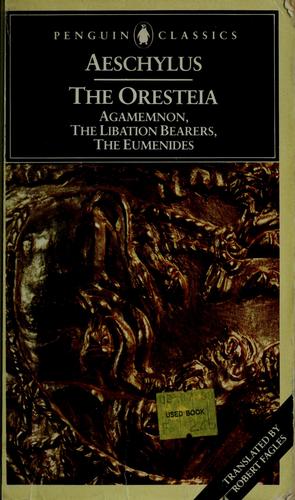 PENGUIN CLASSICS
AESCHYLUS
THE ORESTEIA
AGAMEMNON,
THE LIBATION BEARERS,
THE EUMENIDES
USED BOOK
TRANSLATED BY
ROBERT FAGLES